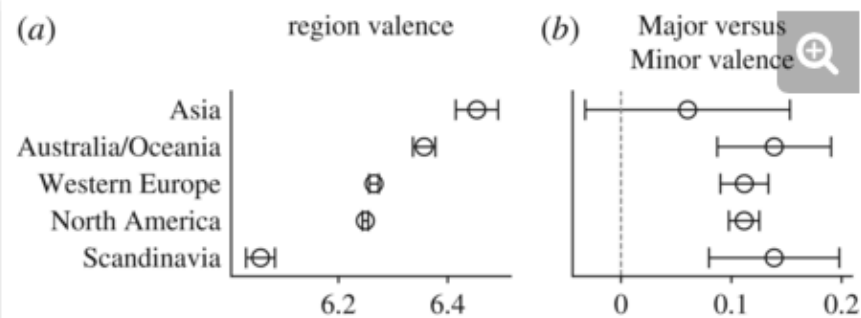 (a) region valence
(b) Major versus
Minor valence
Asia
Australia/Oceania
Western Europe
North America
Scandinavia
6.2 6.4
0 0.1 0.2